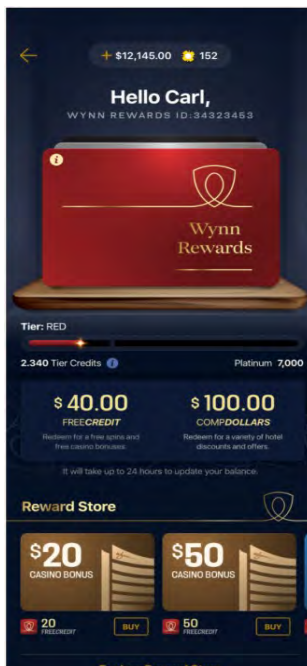 + $12,145.00 152
Hello Carl,
WYNN REWARDS ID:34323453
i
Wynn
Rewards
Tier: RED
2.340 Tier Credits i Platinum 7,000
$ 40.00
FREECREDIT
Redeem for a free spins and
free casino bonuses.
$ 100.00
COMPDOLLARS
Redeem for a variety of hotel
discounts and offers.
It will take up to 24 hours to update your balance.
Reward Store
$20
CASINO BONUS
20
FREECREDIT
BUY
$50
CASINO BONUS
50
FREECREDIT
BUY